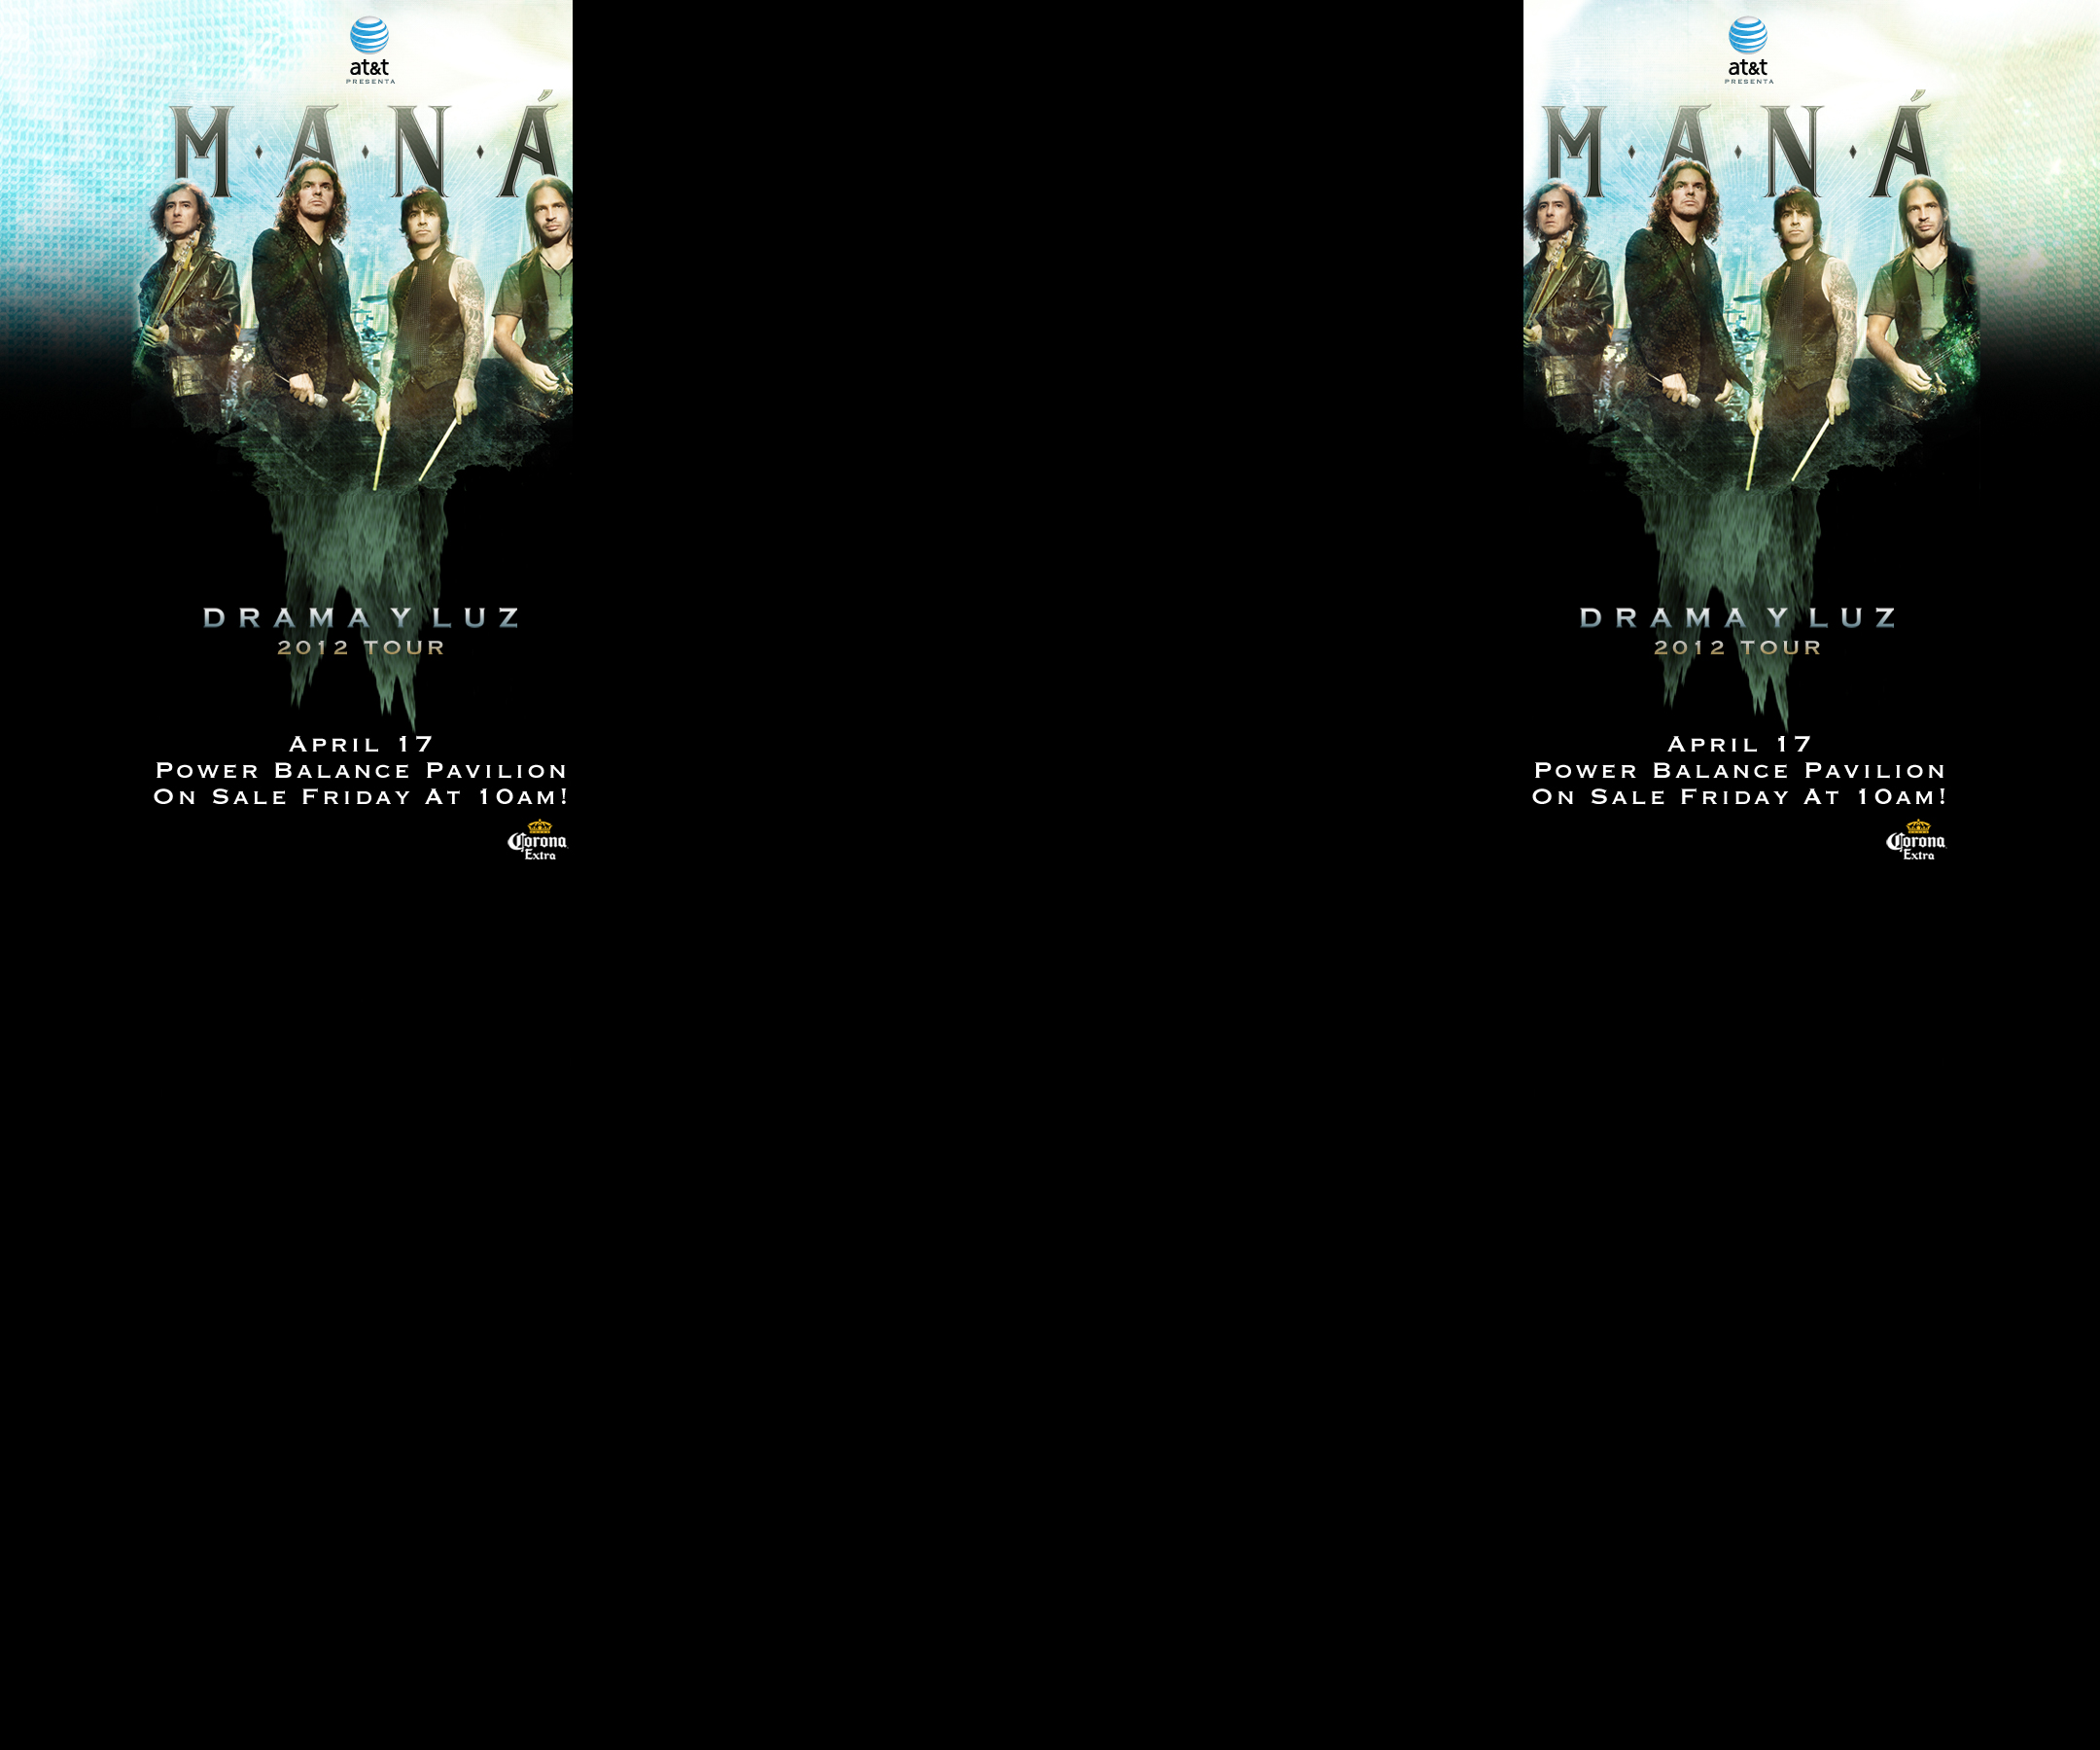 at&t
PRESENTA
M·A·N·Á
DRAMA Y LUZ
2012 TOUR
APRIL 17
POWER BALANCE PAVILION
ON SALE FRIDAY AT 10AM!
Corona
Extra
at&t
PRESENTA
M·A·N·Á
DRAMA Y LUZ
2012 TOUR
APRIL 17
POWER BALANCE PAVILION
ON SALE FRIDAY AT 10AM!
Corona
Extra